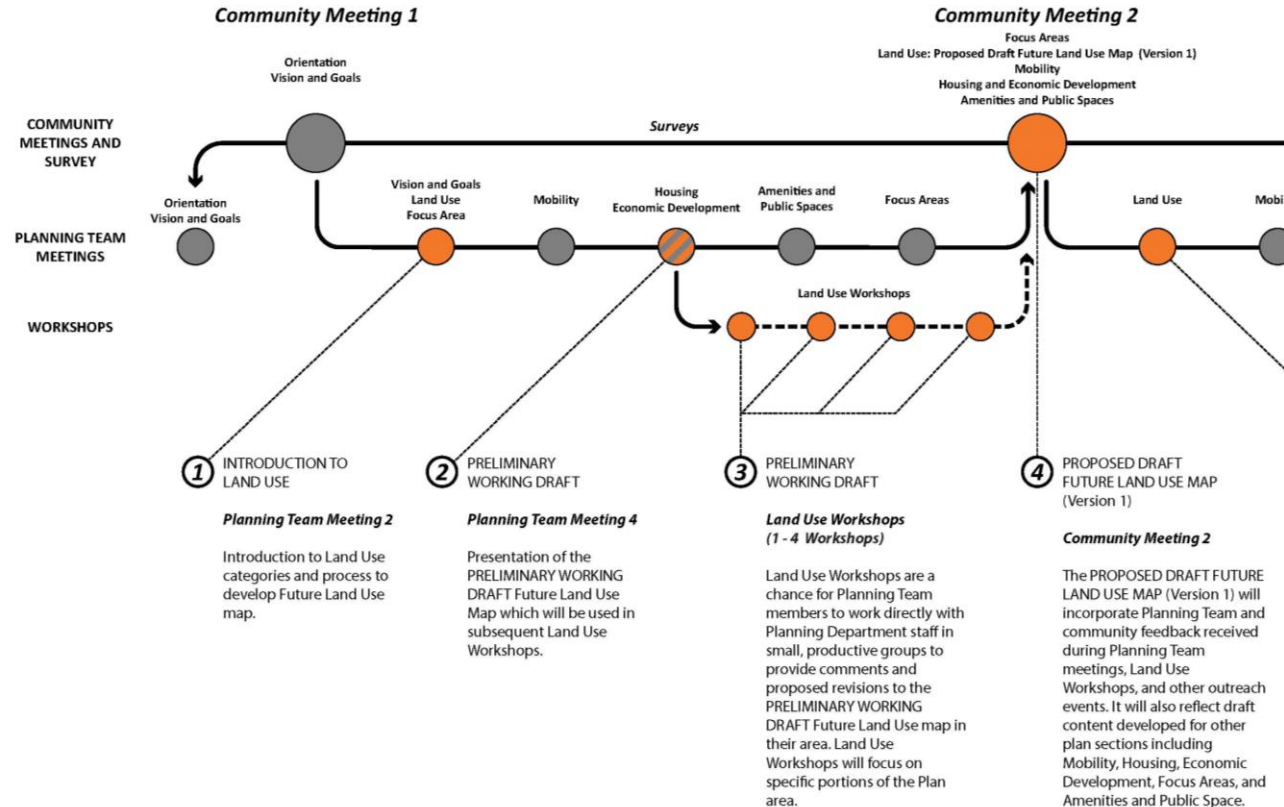 Community Meeting 1
Community Meeting 2
Orientation
Vision and Goals
Focus Areas
Land Use: Proposed Draft Future Land Use Map (Version 1)
Mobility
Housing and Economic Development
Amenities and Public Spaces
COMMUNITY
MEETINGS AND
SURVEY
Surveys
Orientation
Vision and Goals
Vision and Goals
Land Use
Focus Area
Mobility
Housing
Economic Development
Amenities and
Public Spaces
Focus Areas
Land Use
Mobi
PLANNING TEAM
MEETINGS
WORKSHOPS
Land Use Workshops
1
INTRODUCTION TO
LAND USE
Planning Team Meeting 2
Introduction to Land Use
categories and process to
develop Future Land Use
map.
2
PRELIMINARY
WORKING DRAFT
Planning Team Meeting 4
Presentation of the
PRELIMINARY WORKING
DRAFT Future Land Use
Map which will be used in
subsequent Land Use
Workshops.
3
PRELIMINARY
WORKING DRAFT
Land Use Workshops
(1 - 4 Workshops)
Land Use Workshops are a
chance for Planning Team
members to work directly with
Planning Department staff in
small, productive groups to
provide comments and
proposed revisions to the
PRELIMINARY WORKING
DRAFT Future Land Use map in
their area. Land Use
Workshops will focus on
specific portions of the Plan
area.
4
PROPOSED DRAFT
FUTURE LAND USE MAP
(Version 1)
Community Meeting 2
The PROPOSED DRAFT FUTURE
LAND USE MAP (Version 1) will
incorporate Planning Team and
community feedback received
during Planning Team
meetings, Land Use
Workshops, and other outreach
events. It will also reflect draft
content developed for other
plan sections including
Mobility, Housing, Economic
Development, Focus Areas, and
Amenities and Public Space.